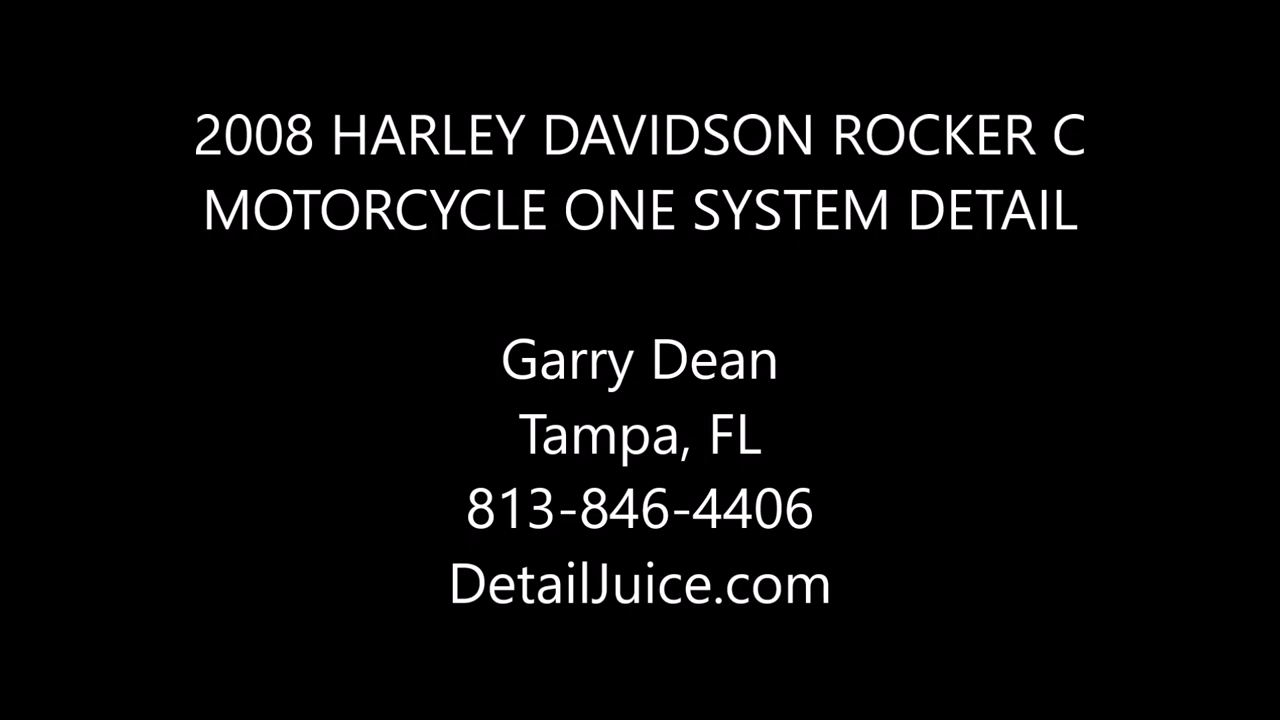 2008 HARLEY DAVIDSON ROCKER C
MOTORCYCLE ONE SYSTEM DETAIL
Garry Dean
Tampa, FL
813-846-4406
DetailJuice.com